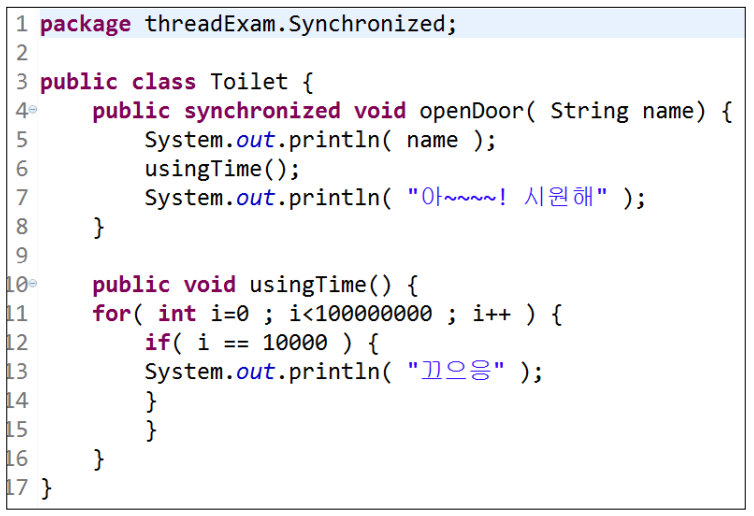 1 package threadExam.Synchronized;
2
3 public class Toilet {
4 public synchronized void openDoor( String name) {
5 System.out.println( name );
6 usingTime();
7 System.out.println( "아~~~~! 시원해" );
8 }
9
10 public void usingTime() {
11 for( int i=0 ; i<100000000 ; i++ ) {
12 if( i == 10000 ) {
13 System.out.println( "끄으응" );
14 }
15 }
16 }
17 }